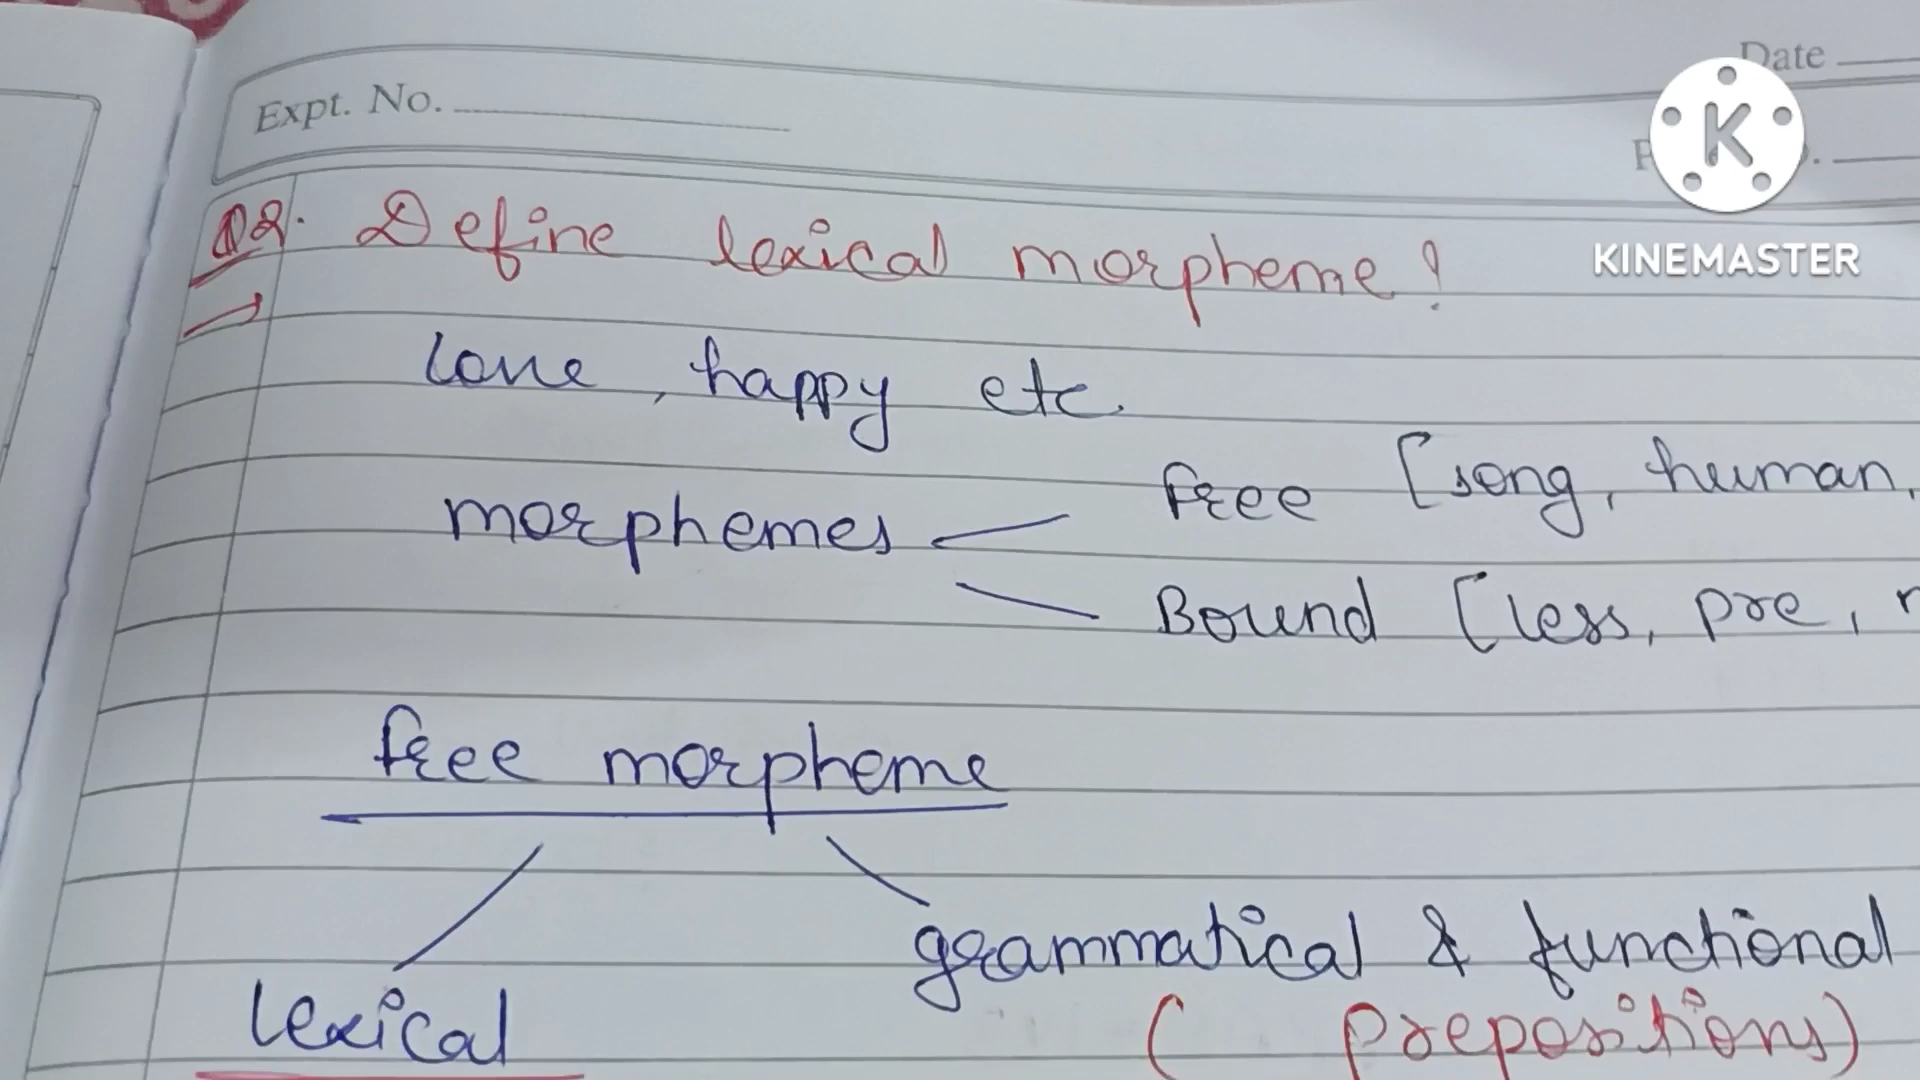 Date
Expt. No.
K
KINEMASTER
Q2. Define lexical morpheme!
Love, happy etc.
morphemes
free [song, human,
Bound [less, pre,
free morpheme
lexical
grammatical & functional
( prepositions)